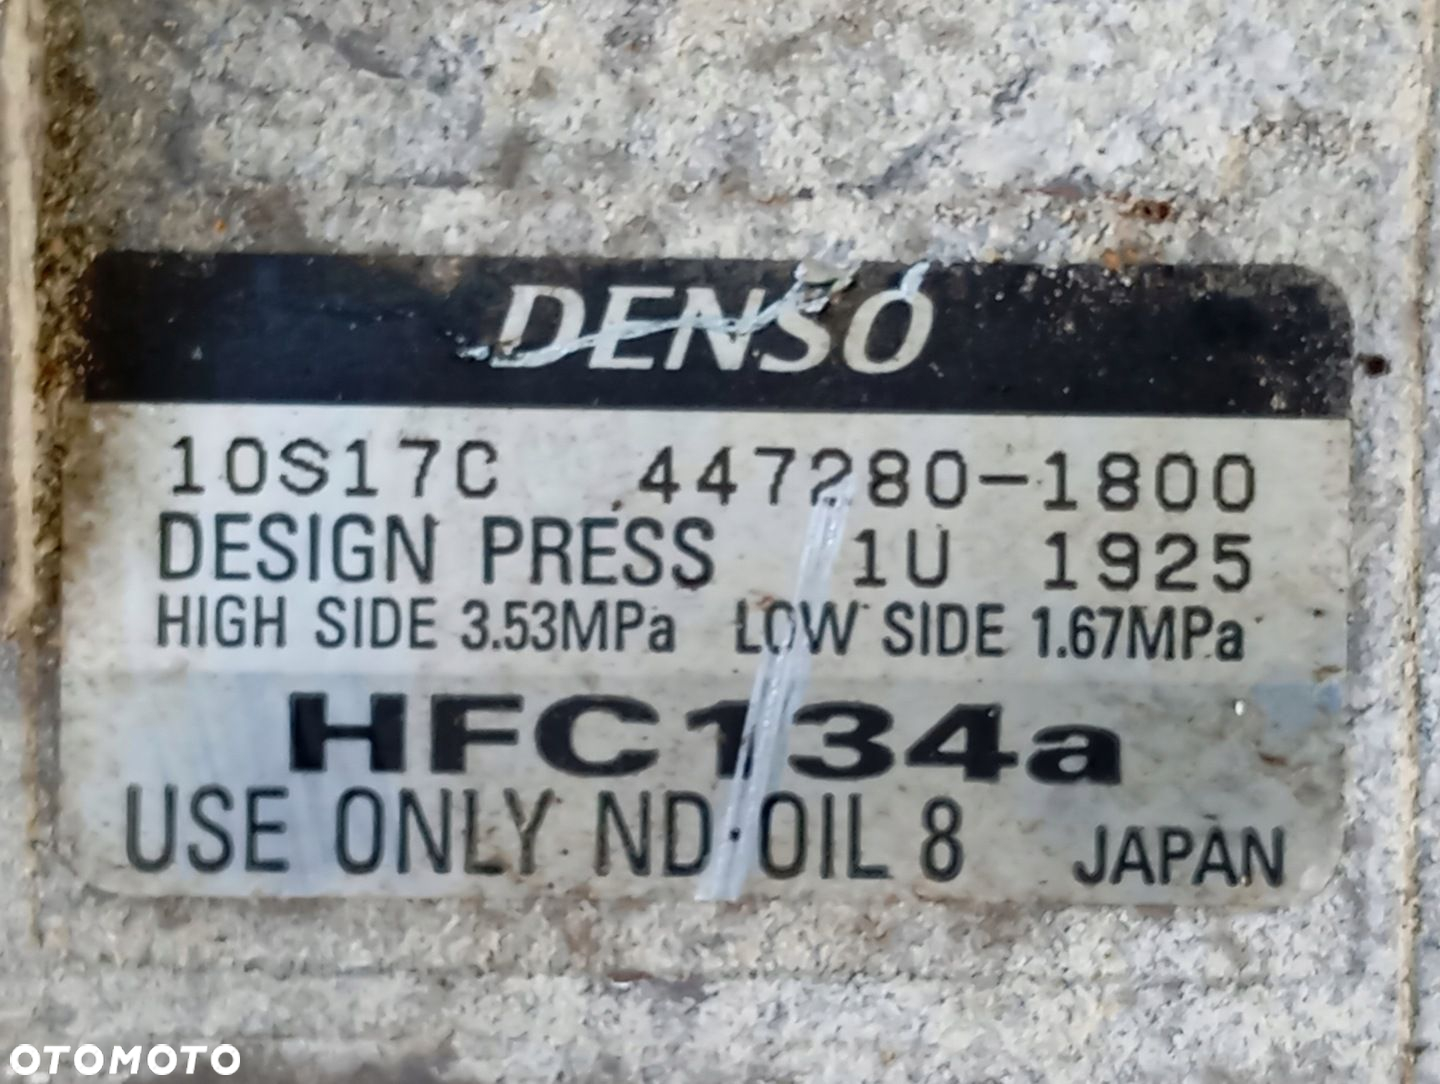 DENSO
10S17C 447280-1800
DESIGN PRESS 1U 1925
HIGH SIDE 3.53MPa LOW SIDE 1.67MPa
HFC134a
USE ONLY ND·OIL 8 JAPAN
OTOMOTO